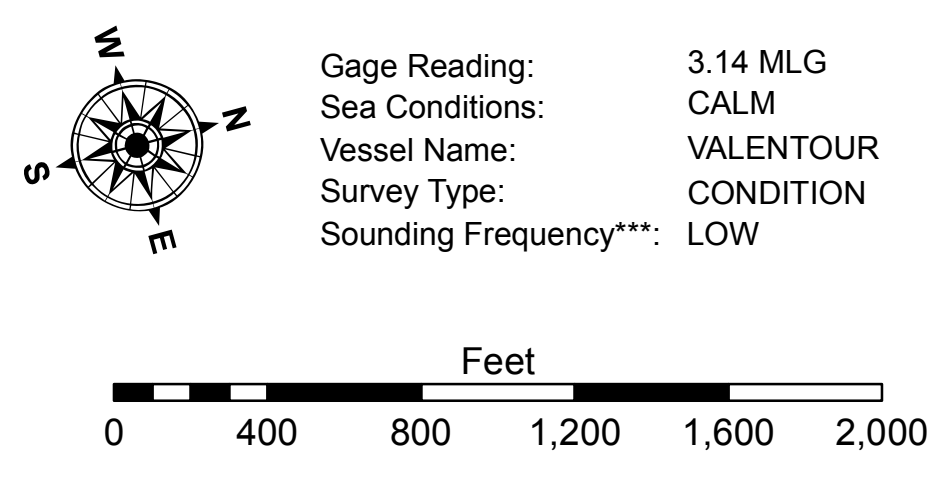 W
N
S
E
Gage Reading: 3.14 MLG
Sea Conditions: CALM
Vessel Name: VALENTOUR
Survey Type: CONDITION
Sounding Frequency***: LOW
Feet
0 400 800 1,200 1,600 2,000